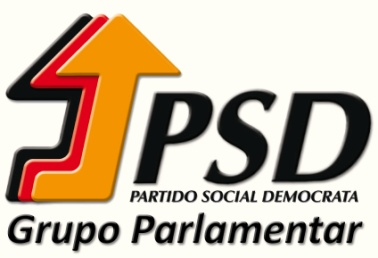 PSD
PARTIDO SOCIAL DEMOCRATA
Grupo Parlamentar